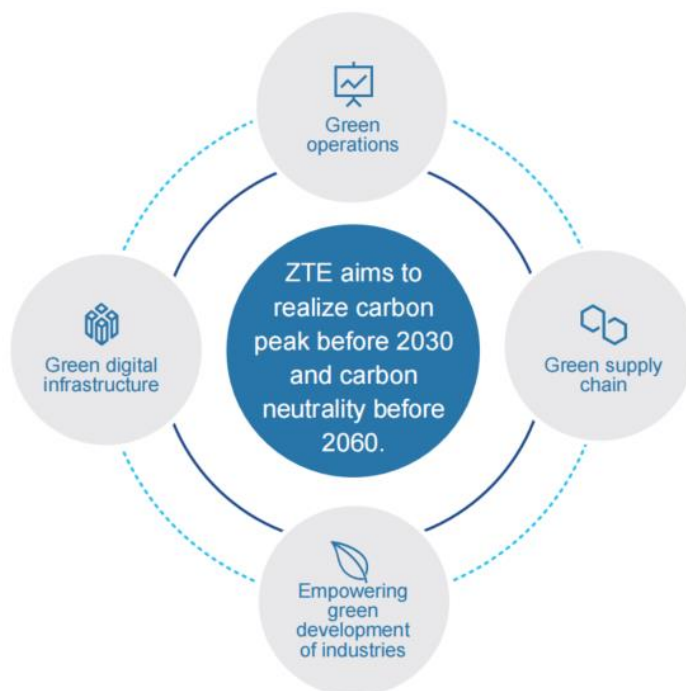 Green
operations
ZTE aims to
realize carbon
peak before 2030
and carbon
neutrality before
2060.
Green digital
infrastructure
Green supply
chain
Empowering
green
development
of industries